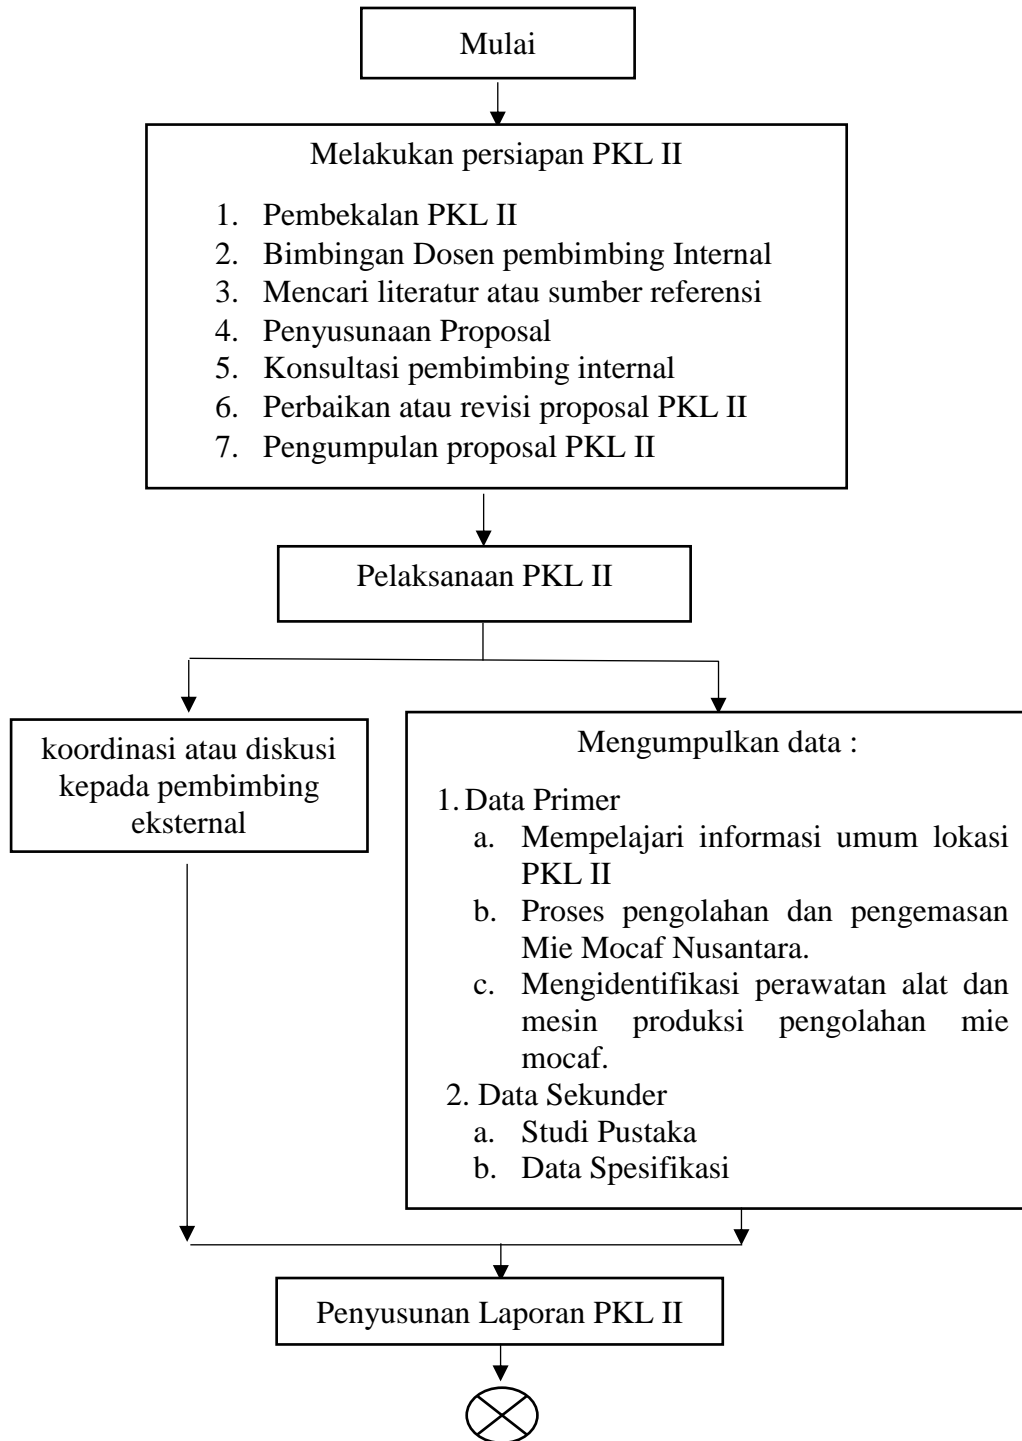 Mulai
Melakukan persiapan PKL II
1. Pembekalan PKL II
2. Bimbingan Dosen pembimbing Internal
3. Mencari literatur atau sumber referensi
4. Penyusunaan Proposal
5. Konsultasi pembimbing internal
6. Perbaikan atau revisi proposal PKL II
7. Pengumpulan proposal PKL II
Pelaksanaan PKL II
koordinasi atau diskusi
kepada pembimbing
eksternal
Mengumpulkan data :
1. Data Primer
a. Mempelajari informasi umum lokasi
PKL II
b. Proses pengolahan dan pengemasan
Mie Mocaf Nusantara.
c. Mengidentifikasi perawatan alat dan
mesin produksi pengolahan mie
mocaf.
2. Data Sekunder
a. Studi Pustaka
b. Data Spesifikasi
Penyusunan Laporan PKL II